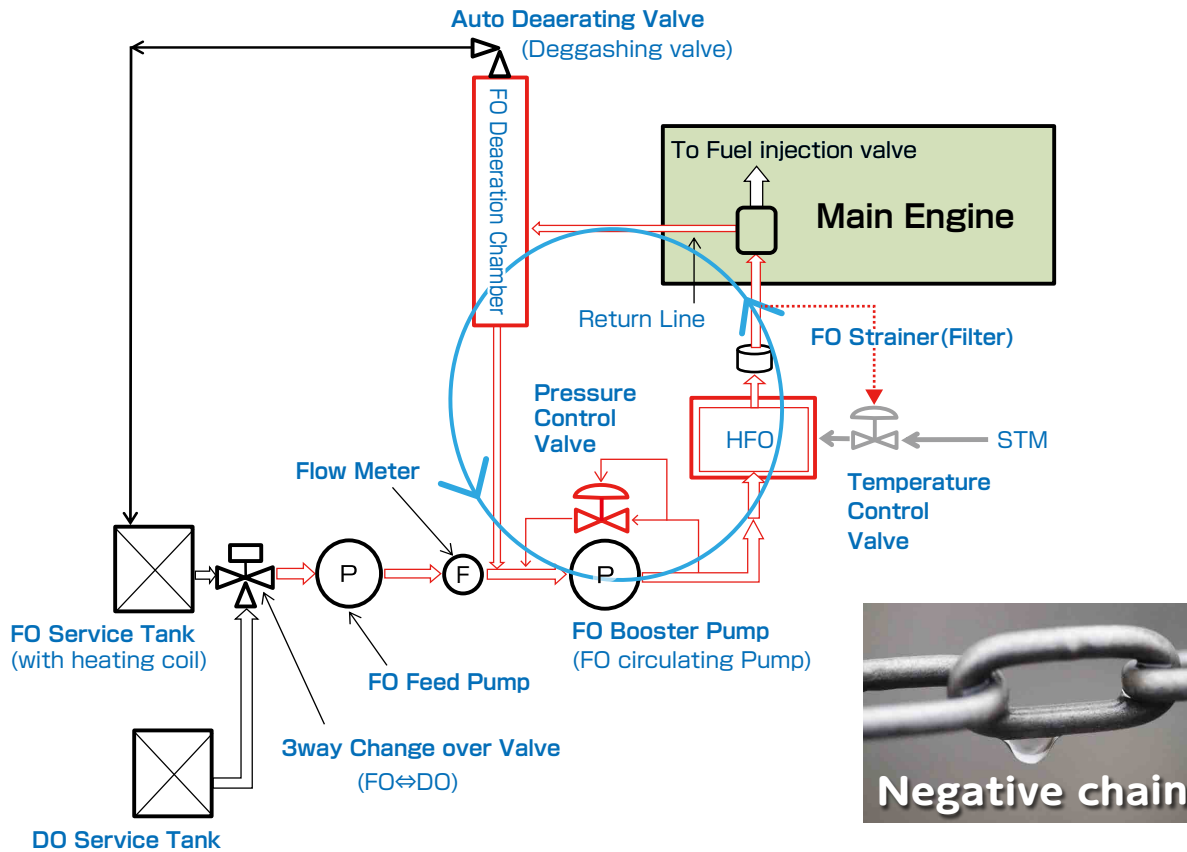 Auto Deaerating Valve
(Deggashing valve)
FO Deaeration Chamber
To Fuel injection valve
Main Engine
Return Line
FO Strainer(Filter)
Pressure
Control
Valve
HFO
STM
Temperature
Control
Valve
Flow Meter
P
F
P
FO Service Tank
(with heating coil)
FO Feed Pump
FO Booster Pump
(FO circulating Pump)
3way Change over Valve
(FO⇔DO)
DO Service Tank
Negative chain